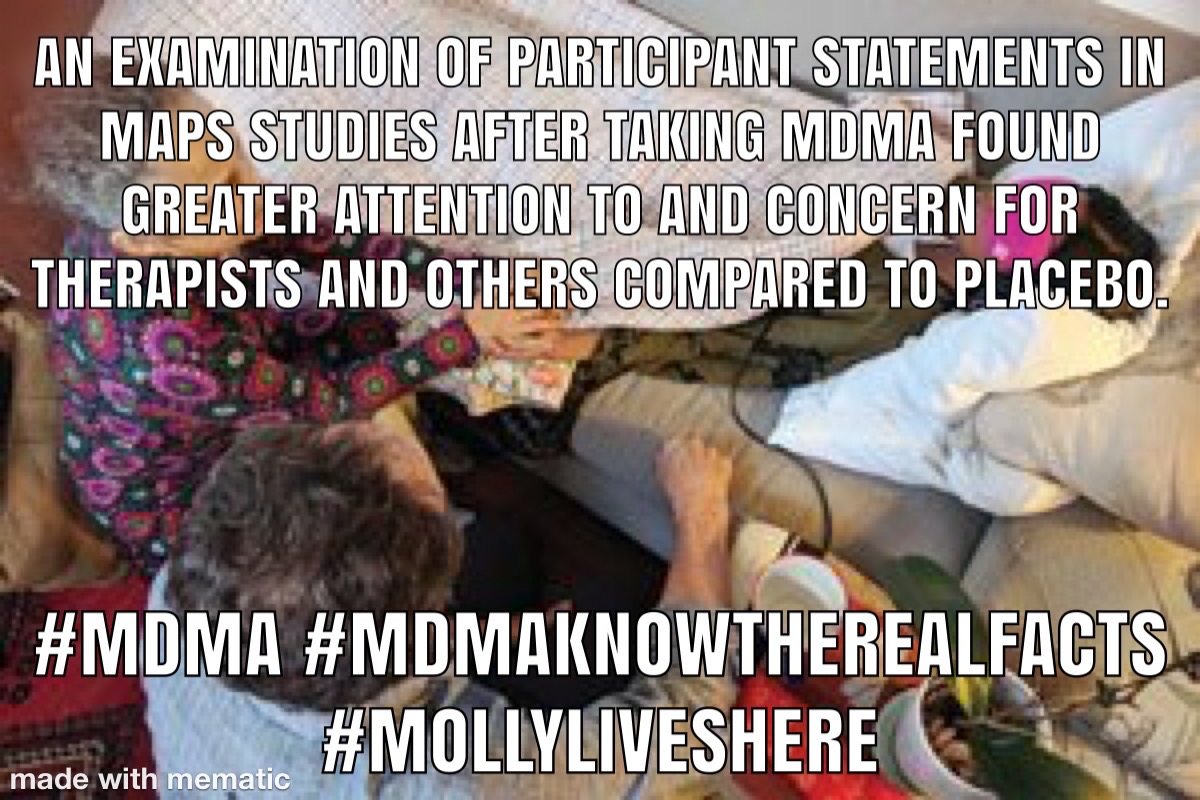 AN EXAMINATION OF PARTICIPANT STATEMENTS IN
MAPS STUDIES AFTER TAKING MDMA FOUND
GREATER ATTENTION TO AND CONCERN FOR
THERAPISTS AND OTHERS COMPARED TO PLACEBO.
#MDMA #MDMAKNOWTHEREALFACTS
#MOLLYLIVESHERE
made with mematic